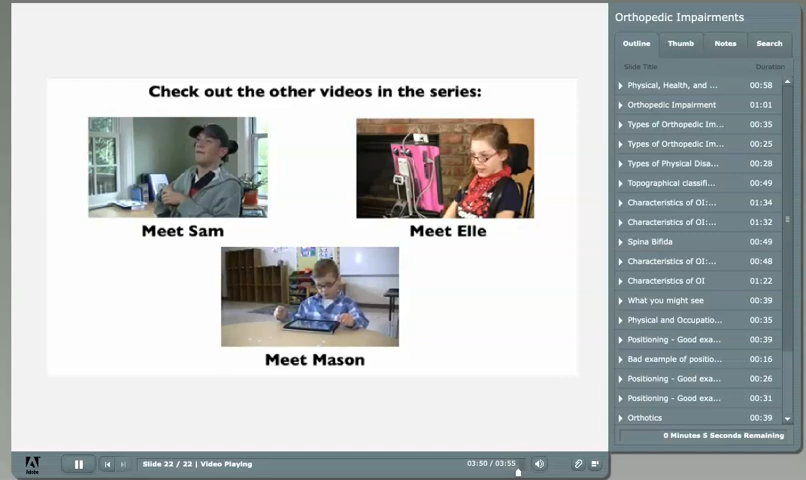 Orthopedic Impairments
Outline Thumb Notes Search
Slide Title Duration
Check out the other videos in the series:
Meet Sam
Meet Elle
Meet Mason
Physical, Health, and ... 00:58
Orthopedic Impairment 01:01
Types of Orthopedic Im... 00:35
Types of Orthopedic Im... 00:25
Types of Physical Disa... 00:28
Topographical classifi... 00:49
Characteristics of OI:... 01:34
Characteristics of OI:... 01:32
Spina Bifida 00:49
Characteristics of OI:... 00:48
Characteristics of OI 01:22
What you might see 00:39
Physical and Occupatio... 00:35
Positioning - Good exa... 00:39
Bad example of positio... 00:16
Positioning - Good exa... 00:26
Positioning - Good exa... 00:31
Orthotics 00:39
0 Minutes 5 Seconds Remaining
Adobe
Slide 22 / 22 | Video Playing
03:50 / 03:55